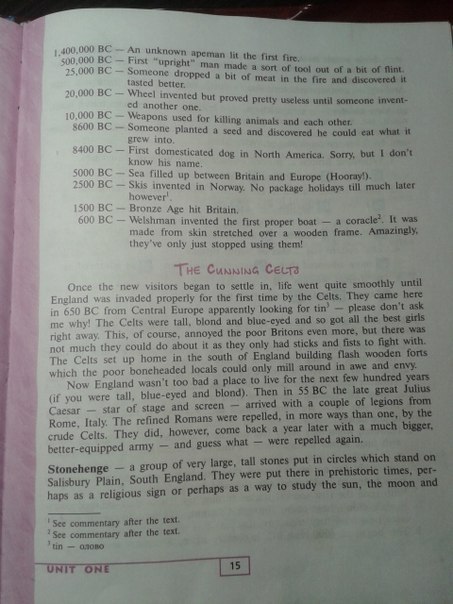 1,400,000 BC — An unknown apeman lit the first fire.
500,000 BC — First "upright" man made a sort of tool out of a bit of flint.
25,000 BC — Someone dropped a bit of meat in the fire and discovered it
tasted better.
20,000 BC — Wheel invented but proved pretty useless until someone invent-
ed another one.
10,000 BC — Weapons used for killing animals and each other.
8600 BC — Someone planted a seed and discovered he could eat what it
grew into.
8400 BC — First domesticated dog in North America. Sorry, but I don't
know his name.
5000 BC — Sea filled up between Britain and Europe (Hooray!).
2500 BC — Skis invented in Norway. No package holidays till much later
however¹.
1500 BC — Bronze Age hit Britain.
600 BC — Welshman invented the first proper boat — a coracle². It was
made from skin stretched over a wooden frame. Amazingly,
they've only just stopped using them!
THE CUNNING CELTS
Once the new visitors began to settle in, life went quite smoothly until
England was invaded properly for the first time by the Celts. They came here
in 650 BC from Central Europe apparently looking for tin³ — please don't ask
me why! The Celts were tall, blond and blue-eyed and so got all the best girls
right away. This, of course, annoyed the poor Britons even more, but there was
not much they could do about it as they only had sticks and fists to fight with.
The Celts set up home in the south of England building flash wooden forts
which the poor boneheaded locals could only mill around in awe and envy.
Now England wasn't too bad a place to live for the next few hundred years
(if you were tall, blue-eyed and blond). Then in 55 BC the late great Julius
Caesar — star of stage and screen — arrived with a couple of legions from
Rome, Italy. The refined Romans were repelled, in more ways than one, by the
crude Celts. They did, however, come back a year later with a much bigger,
better-equipped army — and guess what — were repelled again.
Stonehenge — a group of very large, tall stones put in circles which stand on
Salisbury Plain, South England. They were put there in prehistoric times, per-
haps as a religious sign or perhaps as a way to study the sun, the moon and
¹ See commentary after the text.
² See commentary after the text.
³ tin — олово
UNIT ONE
15